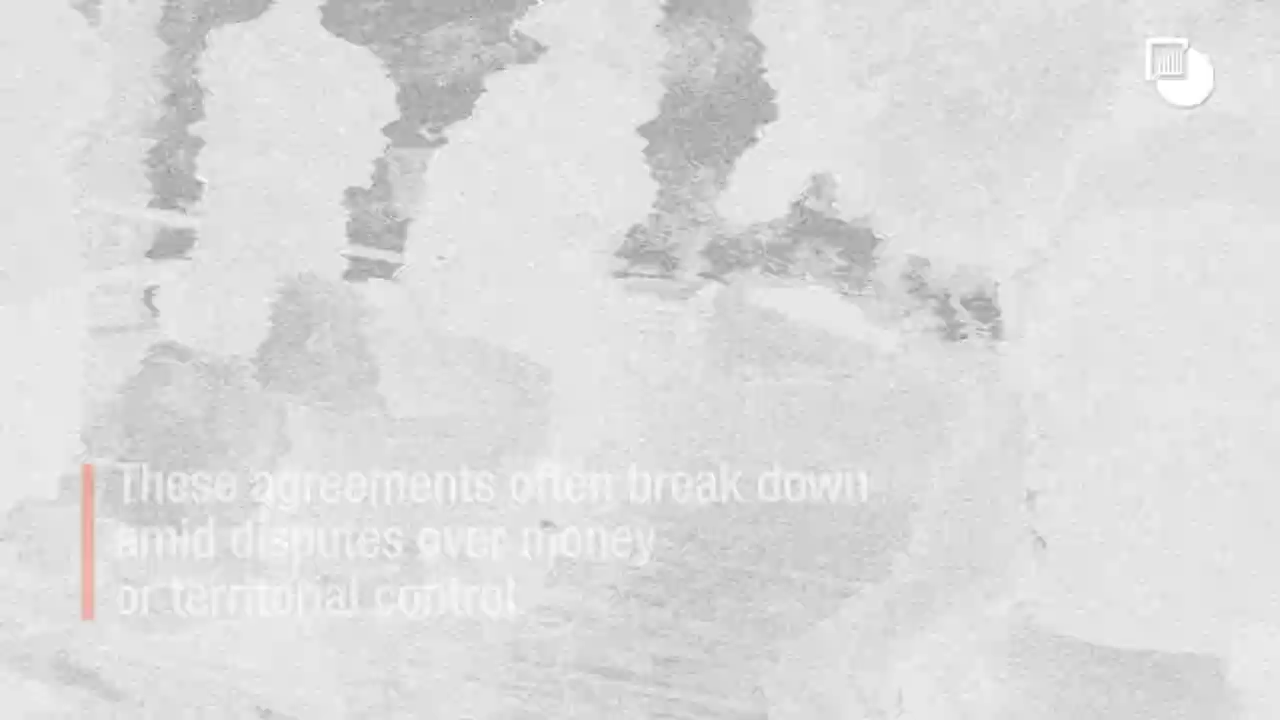 These agreements often break down
amid disputes over money
or territorial control